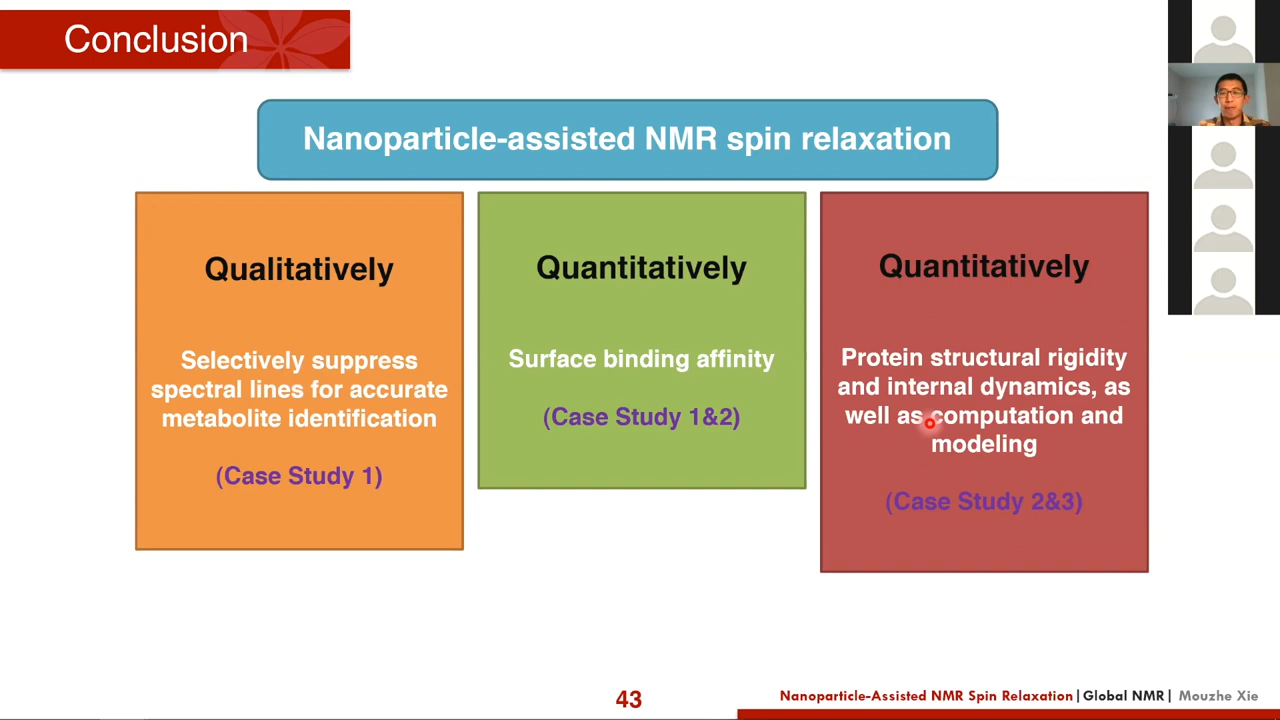 Conclusion
Nanoparticle-assisted NMR spin relaxation
Qualitatively
Selectively suppress
spectral lines for accurate
metabolite identification
(Case Study 1)
Quantitatively
Surface binding affinity
(Case Study 1&2)
Quantitatively
Protein structural rigidity
and internal dynamics, as
well as computation and
modeling
(Case Study 2&3)
43
Nanoparticle-Assisted NMR Spin Relaxation | Global NMR | Mouzhe Xie